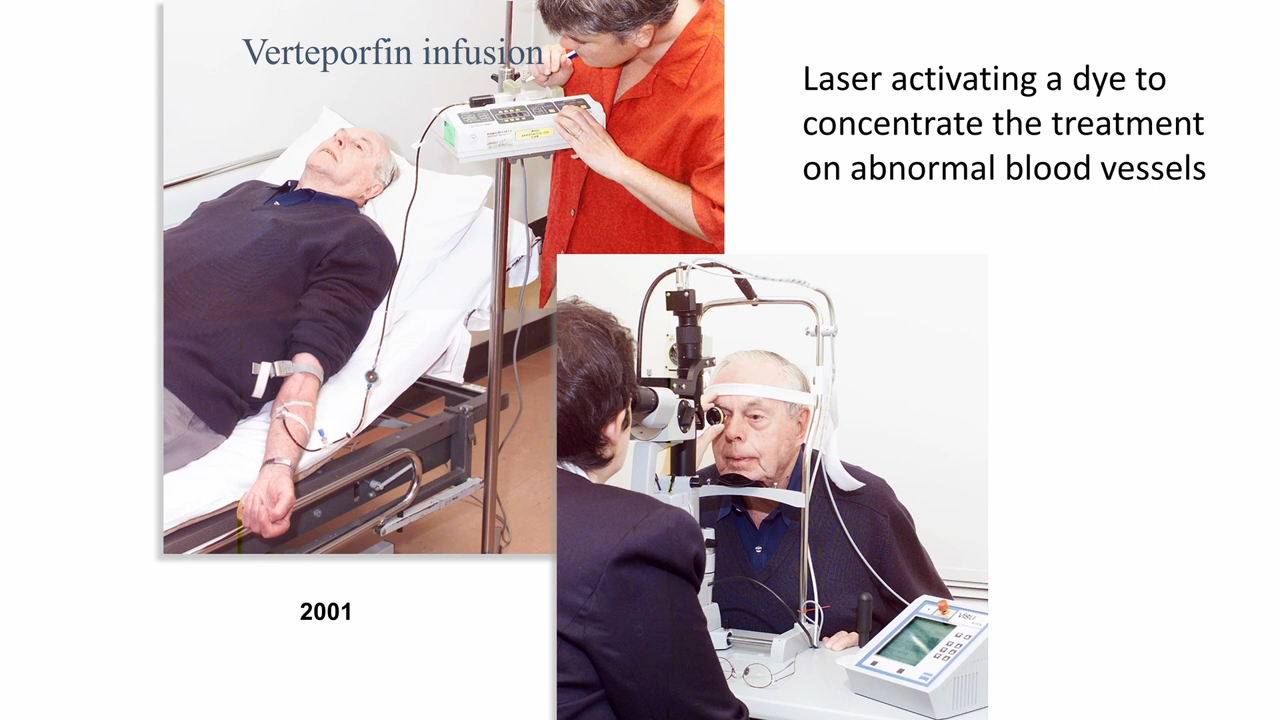 Verteporfin infusion
Laser activating a dye to
concentrate the treatment
on abnormal blood vessels
2001